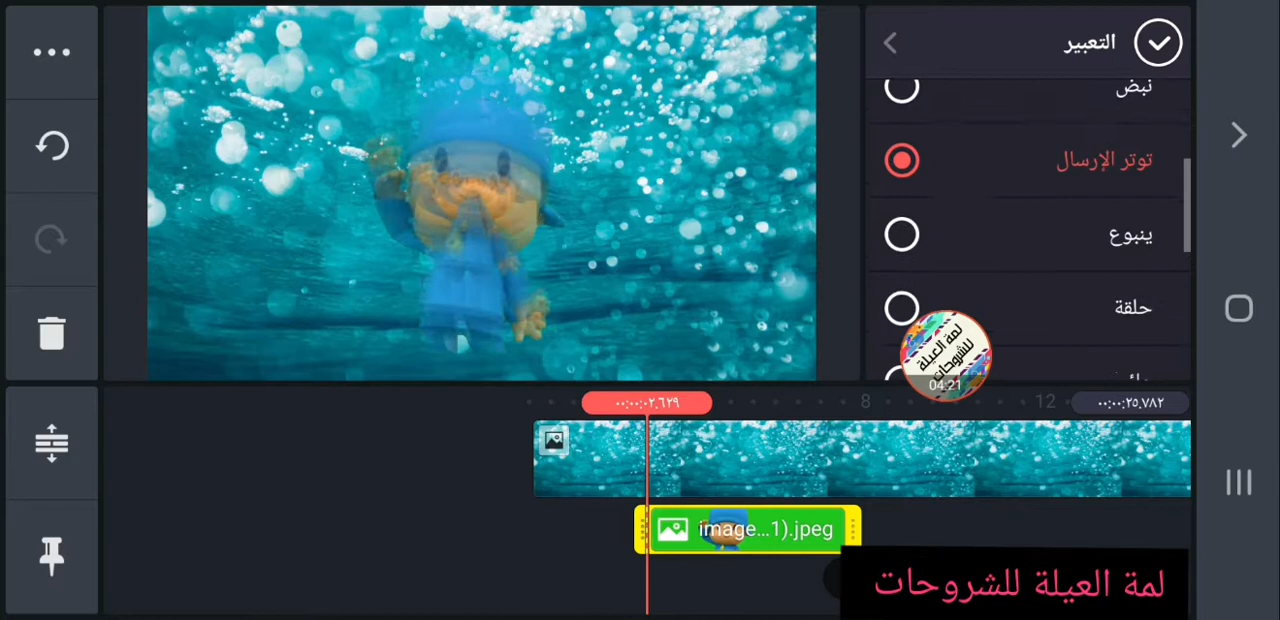 التعبير
نبض
توتر الإرسال
ينبوع
حلقة
لمة العيلة
للشروحات
04:21
٠٠:٠٠:٠٢.٦٢٩
8
12
٠٠:٠٠:٢٥.٧٨٢
image...1).jpeg
لمة العيلة للشروحات